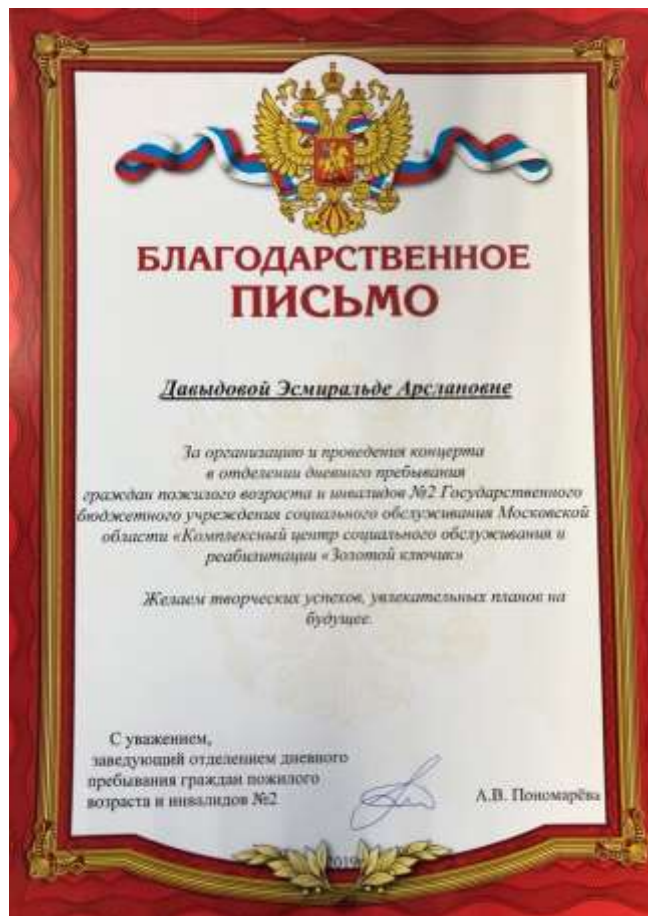 БЛАГОДАРСТВЕННОЕ
ПИСЬМО
Давыдовой Эсмиральде Арслановне
За организацию и проведения концерта
в отделении дневного пребывания
граждан пожилого возраста и инвалидов №2 Государственного
бюджетного учреждения социального обслуживания Московской
области «Комплексный центр социального обслуживания и
реабилитации «Золотой ключик»
Желаем творческих успехов, увлекательных планов на
будущее.
С уважением,
заведующий отделением дневного
пребывания граждан пожилого
возраста и инвалидов №2
А.В. Пономарёва
2019